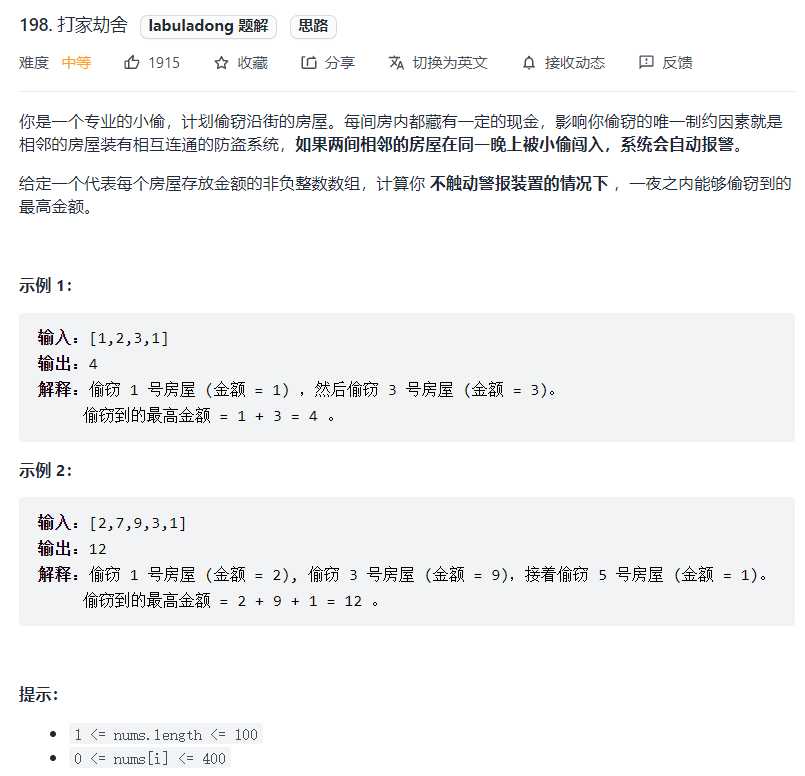 198. 打家劫舍 labuladong 题解 思路
难度 中等 1915 收藏 分享 切换为英文 接收动态 反馈
你是一个专业的小偷，计划偷窃沿街的房屋。每间房内都藏有一定的现金，影响你偷窃的唯一制约因素就是
相邻的房屋装有相互连通的防盗系统，如果两间相邻的房屋在同一晚上被小偷闯入，系统会自动报警。
给定一个代表每个房屋存放金额的非负整数数组，计算你 不触动警报装置的情况下 ，一夜之内能够偷窃到的
最高金额。
示例 1：
输入：[1,2,3,1]
输出：4
解释：偷窃 1 号房屋 (金额 = 1) ，然后偷窃 3 号房屋 (金额 = 3)。
偷窃到的最高金额 = 1 + 3 = 4 。
示例 2：
输入：[2,7,9,3,1]
输出：12
解释：偷窃 1 号房屋 (金额 = 2), 偷窃 3 号房屋 (金额 = 9)，接着偷窃 5 号房屋 (金额 = 1)。
偷窃到的最高金额 = 2 + 9 + 1 = 12 。
提示：
1 <= nums.length <= 100
0 <= nums[i] <= 400